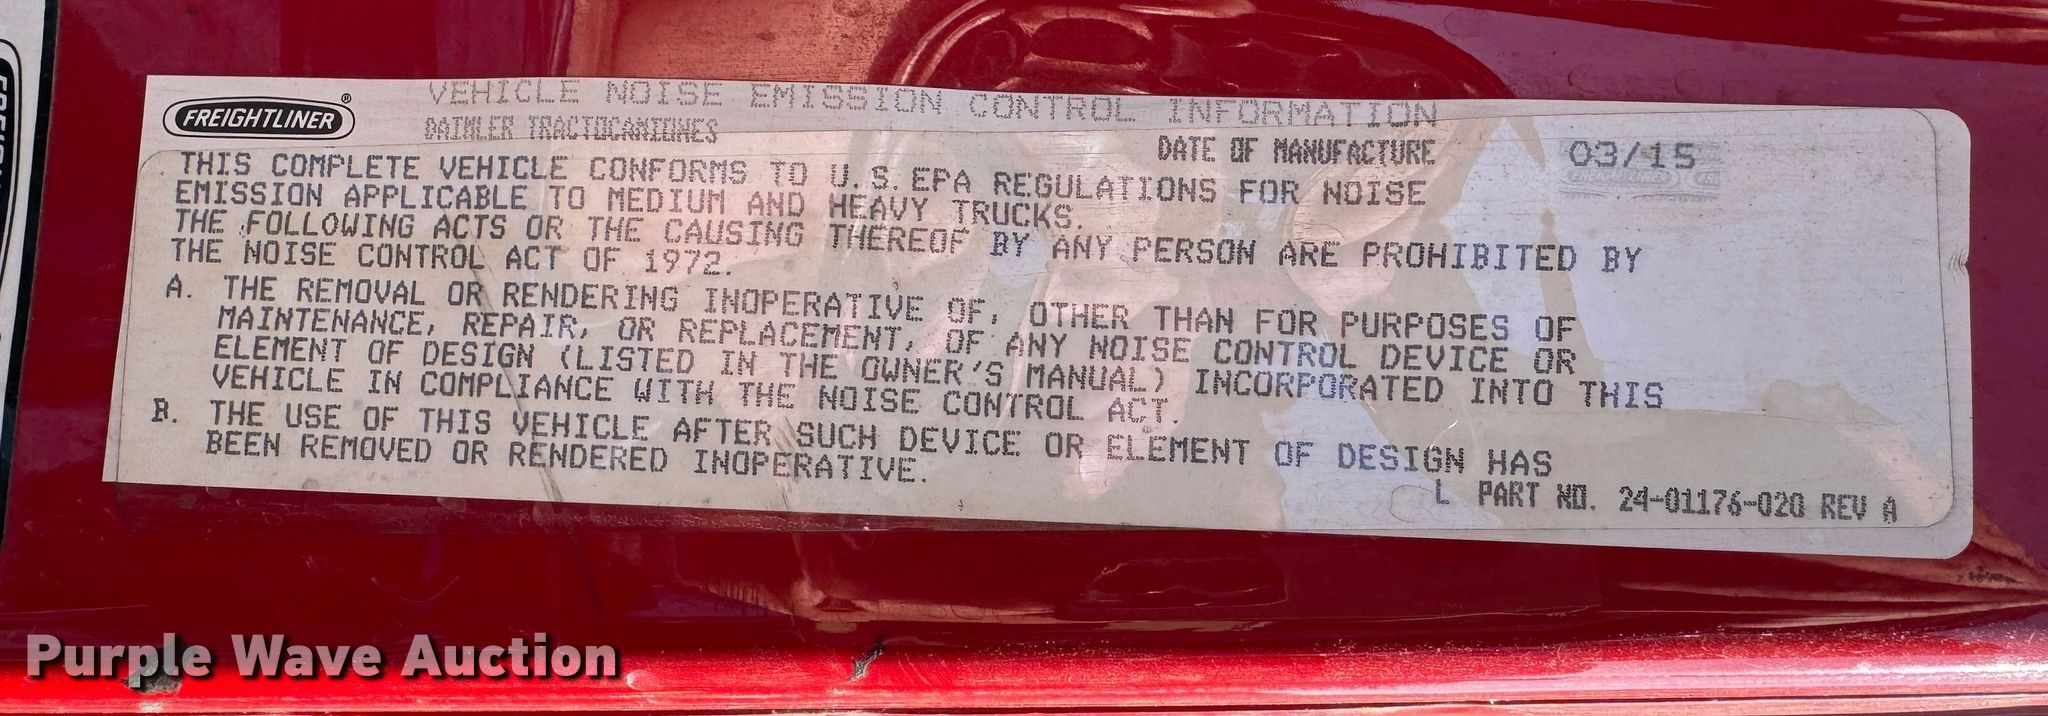 FREIGHTLINER®
VEHICLE NOISE EMISSION CONTROL INFORMATION
DAIMLER TRACTOCAMIONES
DATE OF MANUFACTURE 03/15
THIS COMPLETE VEHICLE CONFORMS TO U.S. EPA REGULATIONS FOR NOISE
EMISSION APPLICABLE TO MEDIUM AND HEAVY TRUCKS.
THE FOLLOWING ACTS OR THE CAUSING THEREOF BY ANY PERSON ARE PROHIBITED BY
THE NOISE CONTROL ACT OF 1972.
A. THE REMOVAL OR RENDERING INOPERATIVE OF, OTHER THAN FOR PURPOSES OF
MAINTENANCE, REPAIR, OR REPLACEMENT, OF ANY NOISE CONTROL DEVICE OR
ELEMENT OF DESIGN (LISTED IN THE OWNER'S MANUAL) INCORPORATED INTO THIS
VEHICLE IN COMPLIANCE WITH THE NOISE CONTROL ACT.
B. THE USE OF THIS VEHICLE AFTER SUCH DEVICE OR ELEMENT OF DESIGN HAS
BEEN REMOVED OR RENDERED INOPERATIVE.
L PART NO. 24-01176-020 REV A
Purple Wave Auction